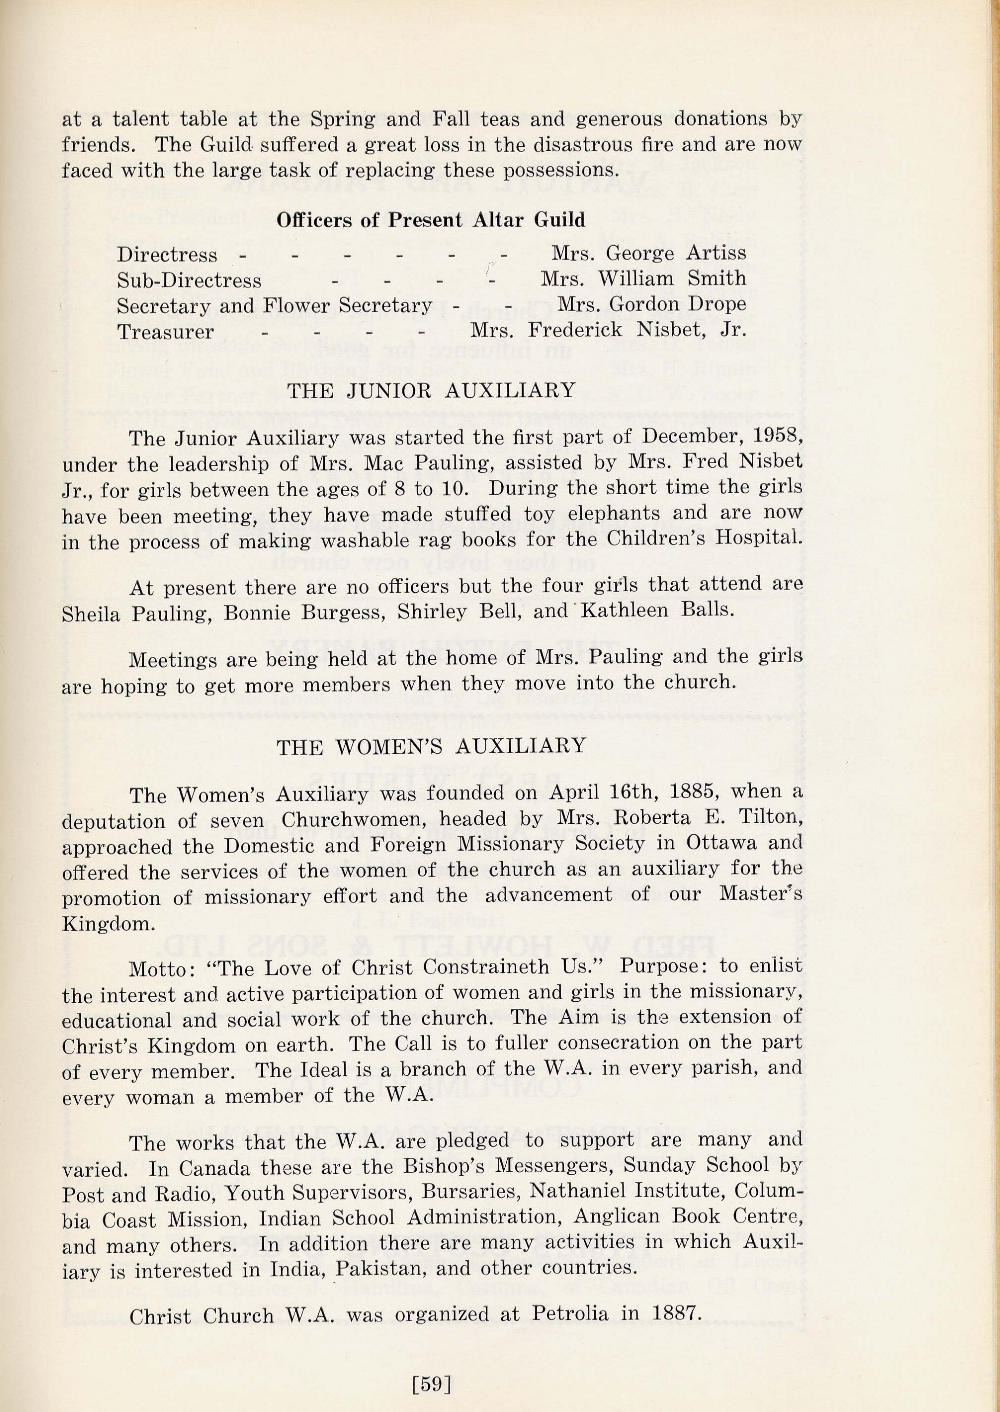 at a talent table at the Spring and Fall teas and generous donations by
friends. The Guild suffered a great loss in the disastrous fire and are now
faced with the large task of replacing these possessions.
Officers of Present Altar Guild
Directress - - - - - - Mrs. George Artiss
Sub-Directress - - - - Mrs. William Smith
Secretary and Flower Secretary - - Mrs. Gordon Drope
Treasurer - - - - Mrs. Frederick Nisbet, Jr.
THE JUNIOR AUXILIARY
The Junior Auxiliary was started the first part of December, 1958,
under the leadership of Mrs. Mac Pauling, assisted by Mrs. Fred Nisbet
Jr., for girls between the ages of 8 to 10. During the short time the girls
have been meeting, they have made stuffed toy elephants and are now
in the process of making washable rag books for the Children's Hospital.
At present there are no officers but the four girls that attend are
Sheila Pauling, Bonnie Burgess, Shirley Bell, and Kathleen Balls.
Meetings are being held at the home of Mrs. Pauling and the girls
are hoping to get more members when they move into the church.
THE WOMEN'S AUXILIARY
The Women's Auxiliary was founded on April 16th, 1885, when a
deputation of seven Churchwomen, headed by Mrs. Roberta E. Tilton,
approached the Domestic and Foreign Missionary Society in Ottawa and
offered the services of the women of the church as an auxiliary for the
promotion of missionary effort and the advancement of our Master's
Kingdom.
Motto: "The Love of Christ Constraineth Us." Purpose: to enlist
the interest and active participation of women and girls in the missionary,
educational and social work of the church. The Aim is the extension of
Christ's Kingdom on earth. The Call is to fuller consecration on the part
of every member. The Ideal is a branch of the W.A. in every parish, and
every woman a member of the W.A.
The works that the W.A. are pledged to support are many and
varied. In Canada these are the Bishop's Messengers, Sunday School by
Post and Radio, Youth Supervisors, Bursaries, Nathaniel Institute, Colum-
bia Coast Mission, Indian School Administration, Anglican Book Centre,
and many others. In addition there are many activities in which Auxil-
iary is interested in India, Pakistan, and other countries.
Christ Church W.A. was organized at Petrolia in 1887.
[59]